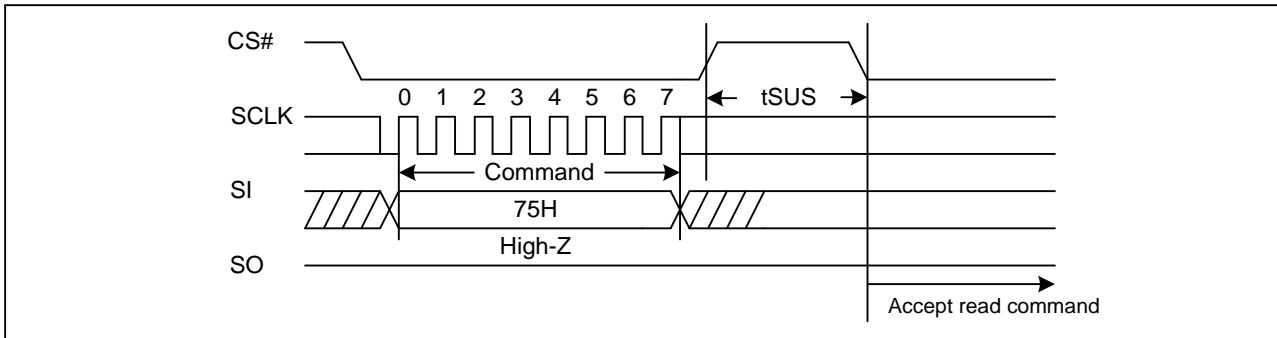 CS#
tSUS
0 1 2 3 4 5 6 7
SCLK
Command
SI
75H
High-Z
SO
Accept read command